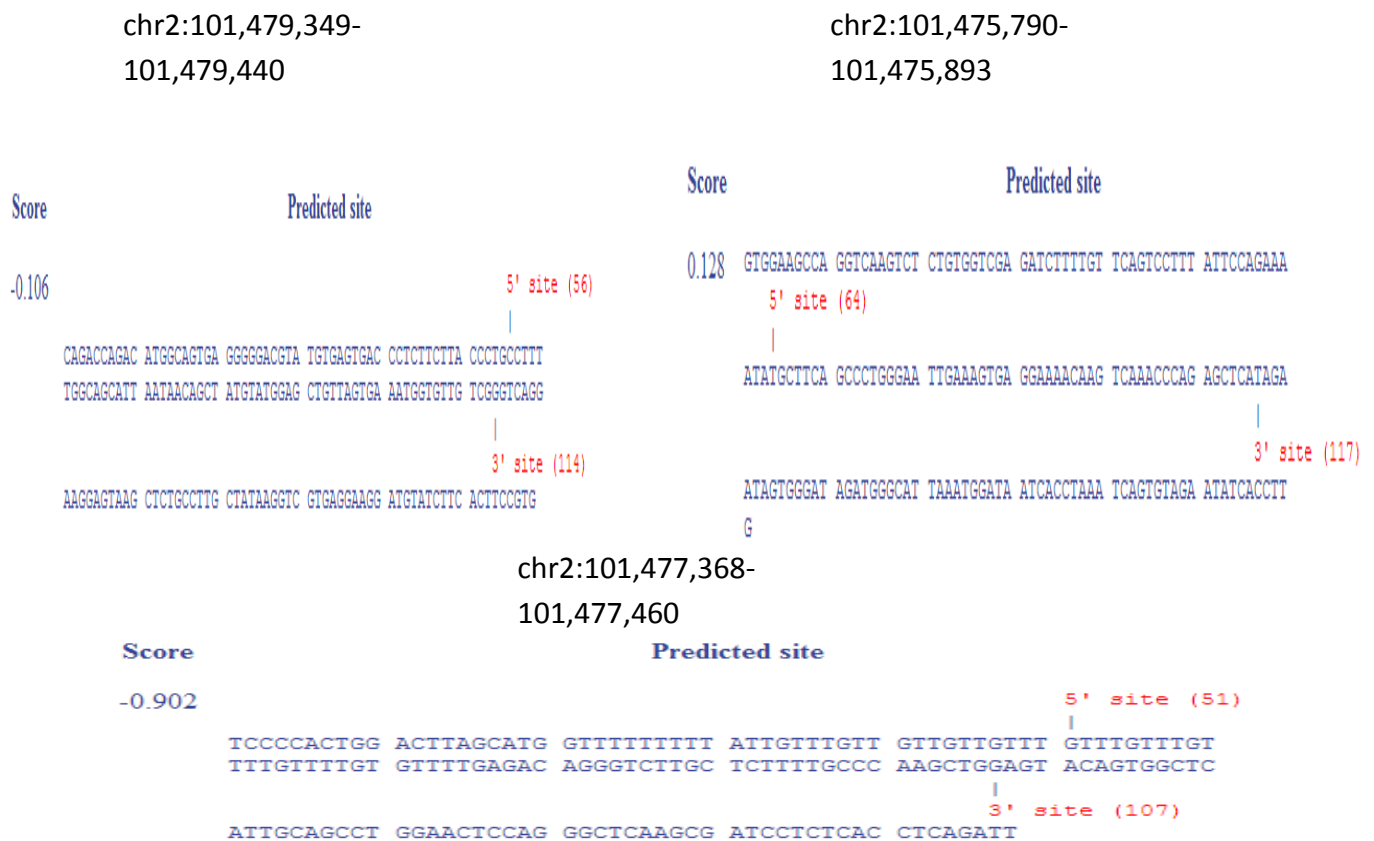 chr2:101,479,349-
101,479,440
Score Predicted site
-0.106
5' site (56)
|
CAGACCAGAC ATGGCAGTGA GGGGGACGTA TGTGAGTGAC CCTCTTCTTA CCCTGCCTTT
TGGCAGCATT AATAACAGCT ATGTATGGAG CTGTTAGTGA AATGGTGTTG TCGGGTCAGG
|
3' site (114)
AAGGAGTAAG CTCTGCCTTG CTATAAGGTC GTGAGGAAGG ATGTATCTTC ACTTCCGTG
chr2:101,475,790-
101,475,893
Score Predicted site
0.128 GTGGAAGCCA GGTCAAGTCT CTGTGGTCGA GATCTTTTGT TCAGTCCTTT ATTCCAGAAA
5' site (64)
|
ATATGCTTCA GCCCTGGGAA TTGAAAGTGA GGAAAACAAG TCAAACCCAG AGCTCATAGA
|
3' site (117)
ATAGTGGGAT AGATGGGCAT TAAATGGATA ATCACCTAAA TCAGTGTAGA ATATCACCTT
G
chr2:101,477,368-
101,477,460
Score Predicted site
-0.902
5' site (51)
|
TCCCCACTGG ACTTAGCATG GTTTTTTTTT ATTGTTTGTT GTTGTTGTTT GTTTGTTTGT
TTTGTTTTGT GTTTTGAGAC AGGGTCTTGC TCTTTTGCCC AAGCTGGAGT ACAGTGGCTC
|
3' site (107)
ATTGCAGCCT GGAACTCCAG GGCTCAAGCG ATCCTCTCAC CTCAGATT